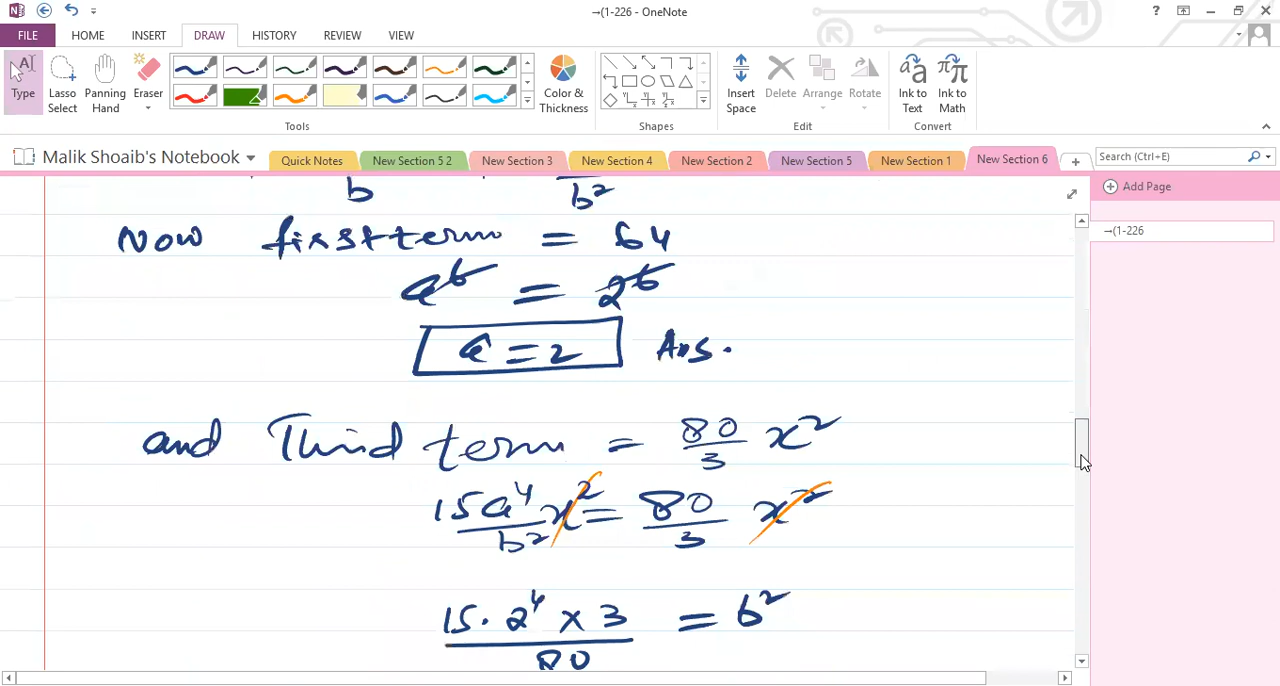 →(1-226 - OneNote
FILE HOME INSERT DRAW HISTORY REVIEW VIEW
Type
Lasso Select
Panning Hand
Eraser
Color & Thickness
Insert Space
Delete
Arrange
Rotate
Ink to Text
Ink to Math
Tools
Shapes
Edit
Convert
Malik Shoaib's Notebook
Quick Notes
New Section 5 2
New Section 3
New Section 4
New Section 2
New Section 5
New Section 1
New Section 6
Search (Ctrl+E)
Add Page
→(1-226
b b²
Now first term = 64
a⁶ = 2⁶
a = 2 Ans.
and Third term = 80/3 x²
15a⁴/b² x² = 80/3 x²
15. 2⁴ × 3 / 80 = b²